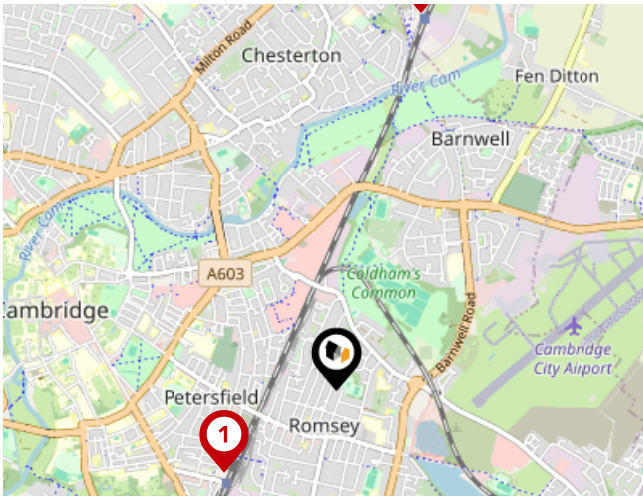 Milton Road
Chesterton
River Cam
Fen Ditton
Barnwell
River Cam
A603
Coldham's
Common
Cambridge
Barnwell Road
Cambridge
City Airport
Petersfield
1
Romsey